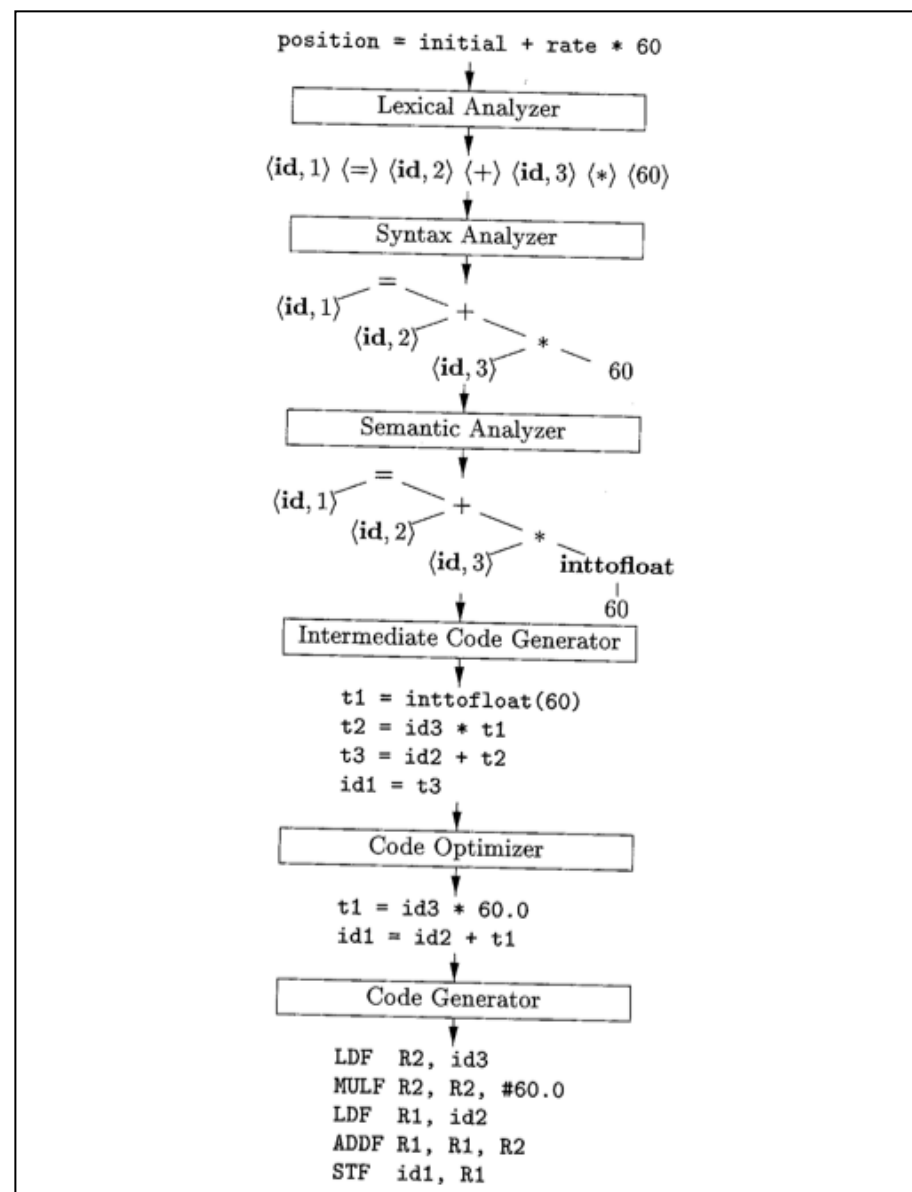 position = initial + rate * 60
Lexical Analyzer
⟨id, 1⟩ ⟨=⟩ ⟨id, 2⟩ ⟨+⟩ ⟨id, 3⟩ ⟨*⟩ ⟨60⟩
Syntax Analyzer
=
⟨id, 1⟩
+
⟨id, 2⟩
*
⟨id, 3⟩
60
Semantic Analyzer
=
⟨id, 1⟩
+
⟨id, 2⟩
*
⟨id, 3⟩
inttofloat
60
Intermediate Code Generator
t1 = inttofloat(60)
t2 = id3 * t1
t3 = id2 + t2
id1 = t3
Code Optimizer
t1 = id3 * 60.0
id1 = id2 + t1
Code Generator
LDF R2, id3
MULF R2, R2, #60.0
LDF R1, id2
ADDF R1, R1, R2
STF id1, R1